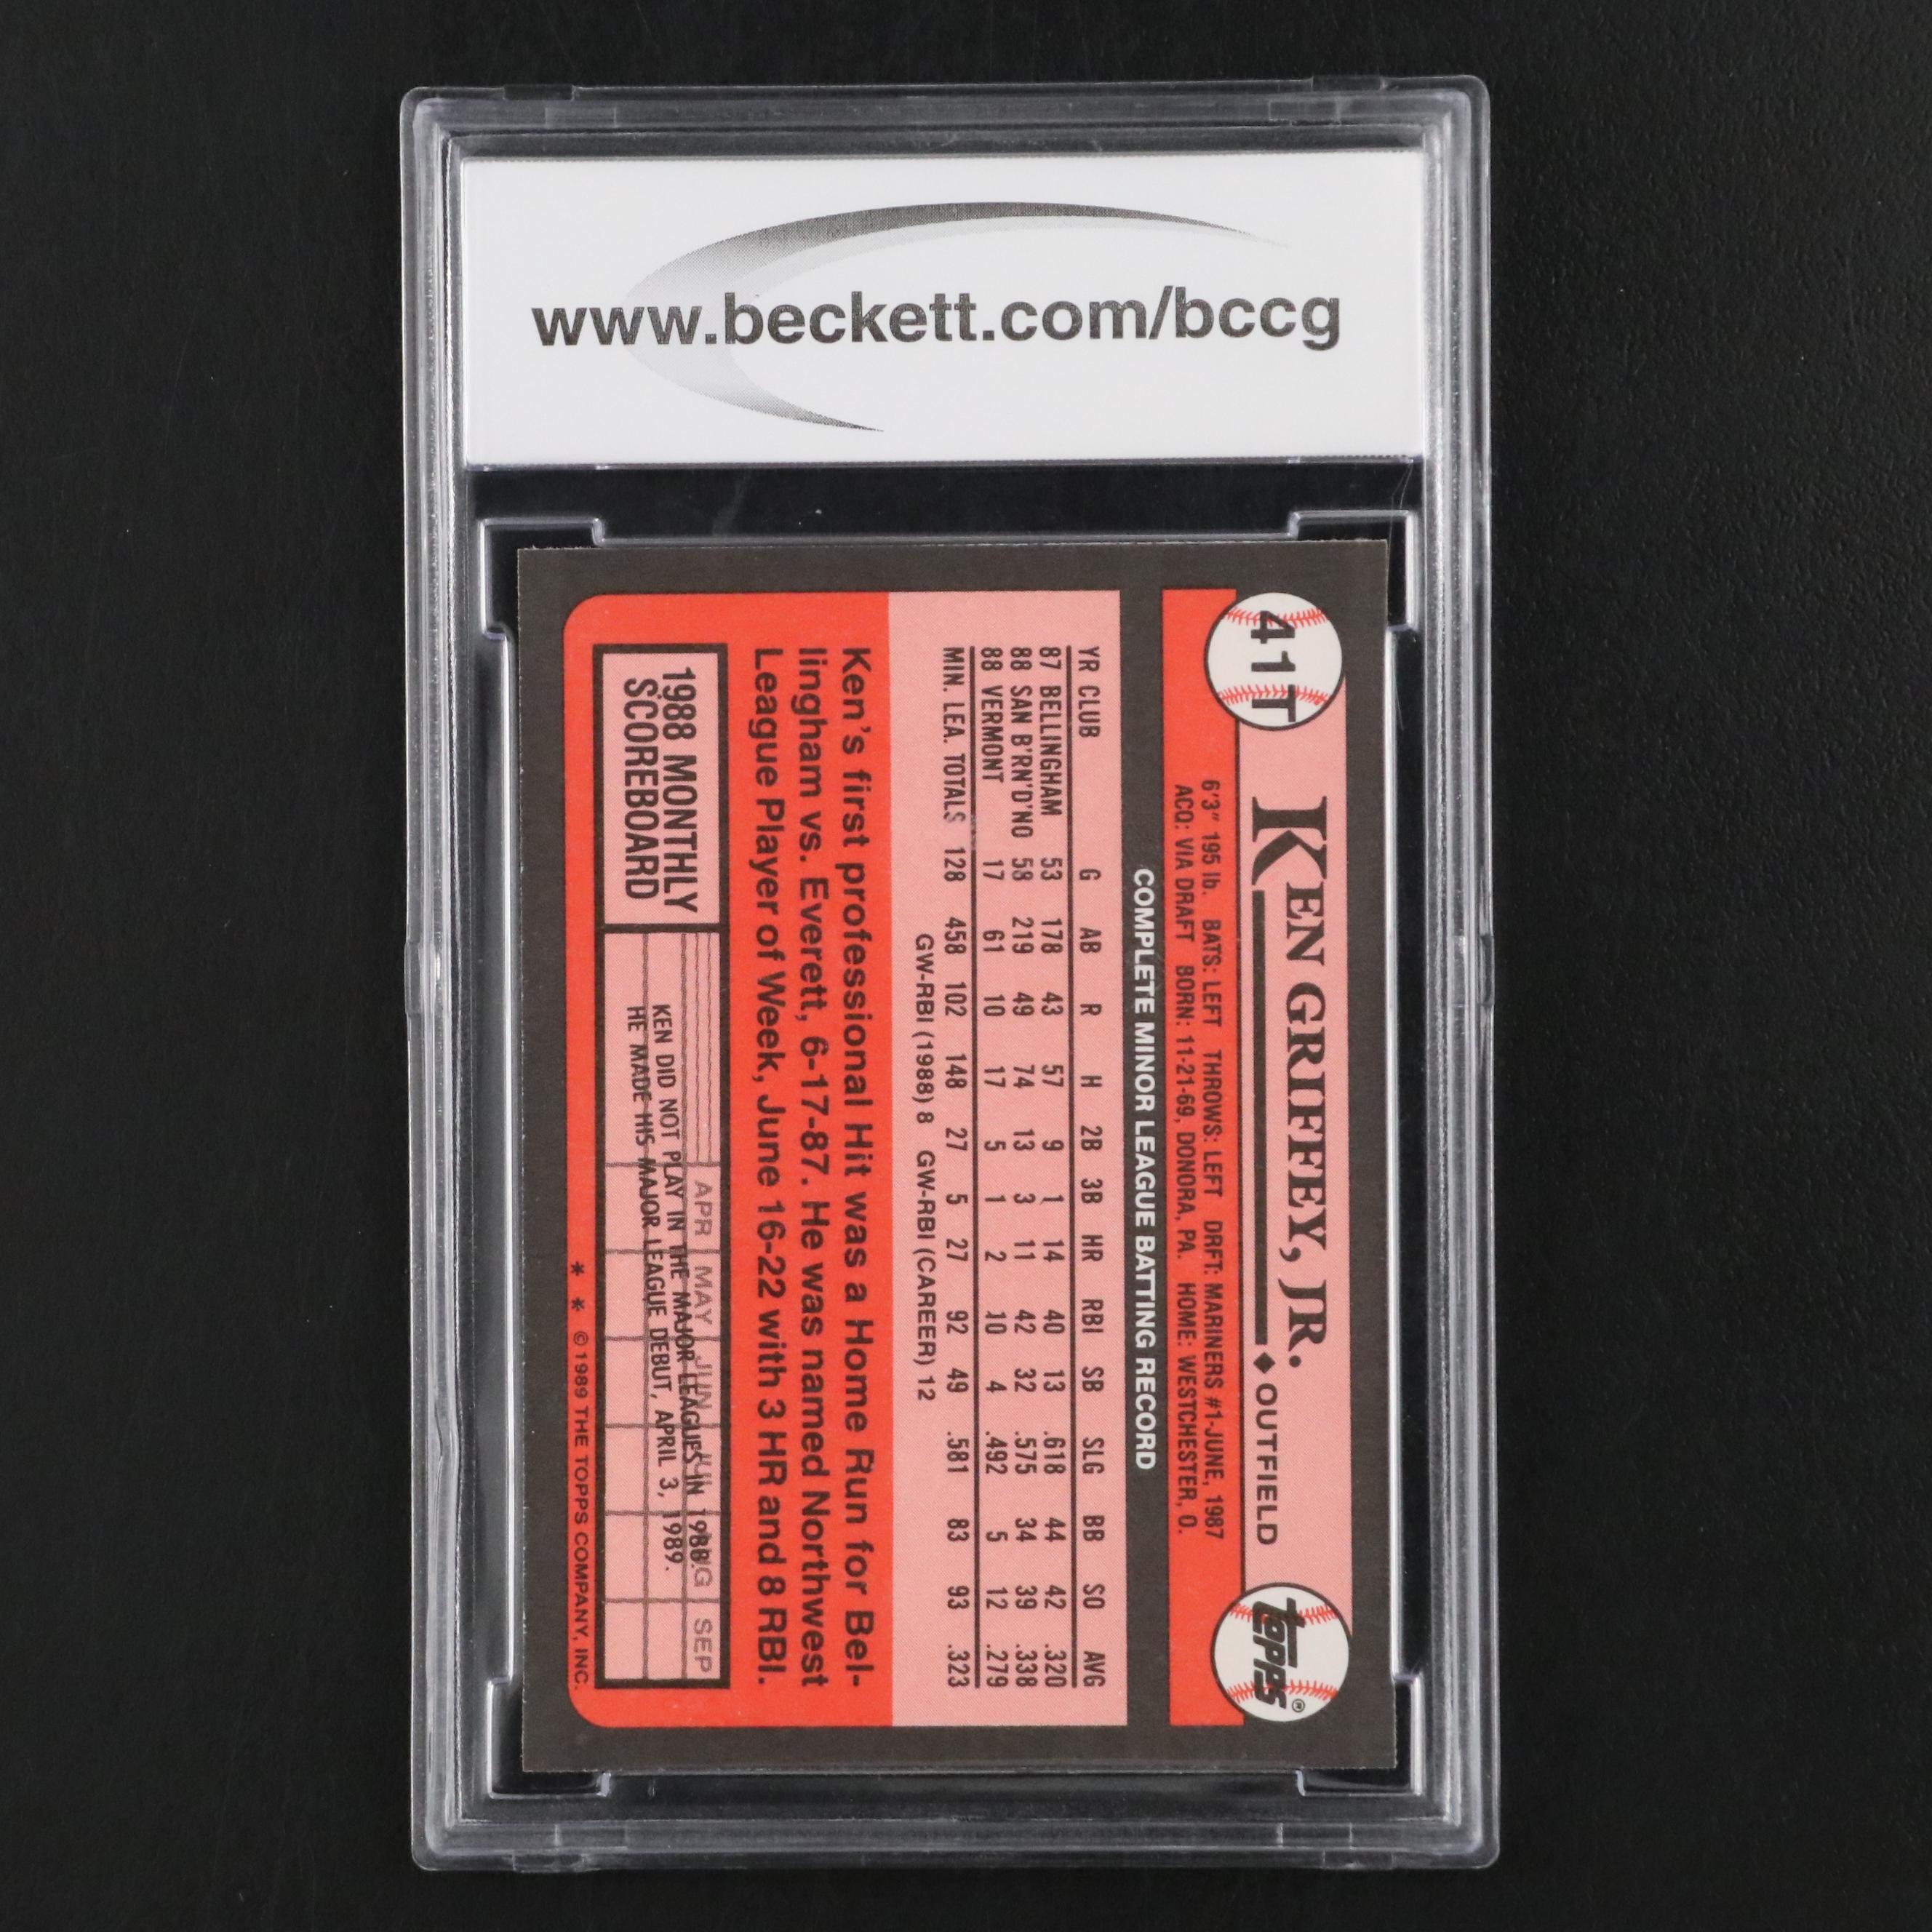 www.beckett.com/bccg
41T
KEN GRIFFEY, JR. ♦ OUTFIELD
topps®
6'3" 195 lb. BATS: LEFT THROWS: LEFT DRFT: MARINERS #1-JUNE, 1987
ACQ: VIA DRAFT BORN: 11-21-69, DONORA, PA. HOME: WESTCHESTER, O.
COMPLETE MINOR LEAGUE BATTING RECORD
YR CLUB G AB R H 2B 3B HR RBI SB SLG BB SO AVG
87 BELLINGHAM 53 178 43 57 9 1 14 40 13 .618 44 42 .320
88 SAN B'RN'D'NO 58 219 49 74 13 3 11 42 32 .575 34 39 .338
88 VERMONT 17 61 10 17 5 1 2 10 4 .492 5 12 .279
MIN. LEA. TOTALS 128 458 102 148 27 5 27 92 49 .581 83 93 .323
GW-RBI (1988) 8 GW-RBI (CAREER) 12
Ken's first professional Hit was a Home Run for Bel-
lingham vs. Everett, 6-17-87. He was named Northwest
League Player of Week, June 16-22 with 3 HR and 8 RBI.
1988 MONTHLY
SCOREBOARD
APR MAY JUN SEP
KEN DID NOT PLAY IN THE MAJOR LEAGUES IN 1988.
HE MADE HIS MAJOR LEAGUE DEBUT, APRIL 3, 1989.
* * © 1989 THE TOPPS COMPANY, INC.